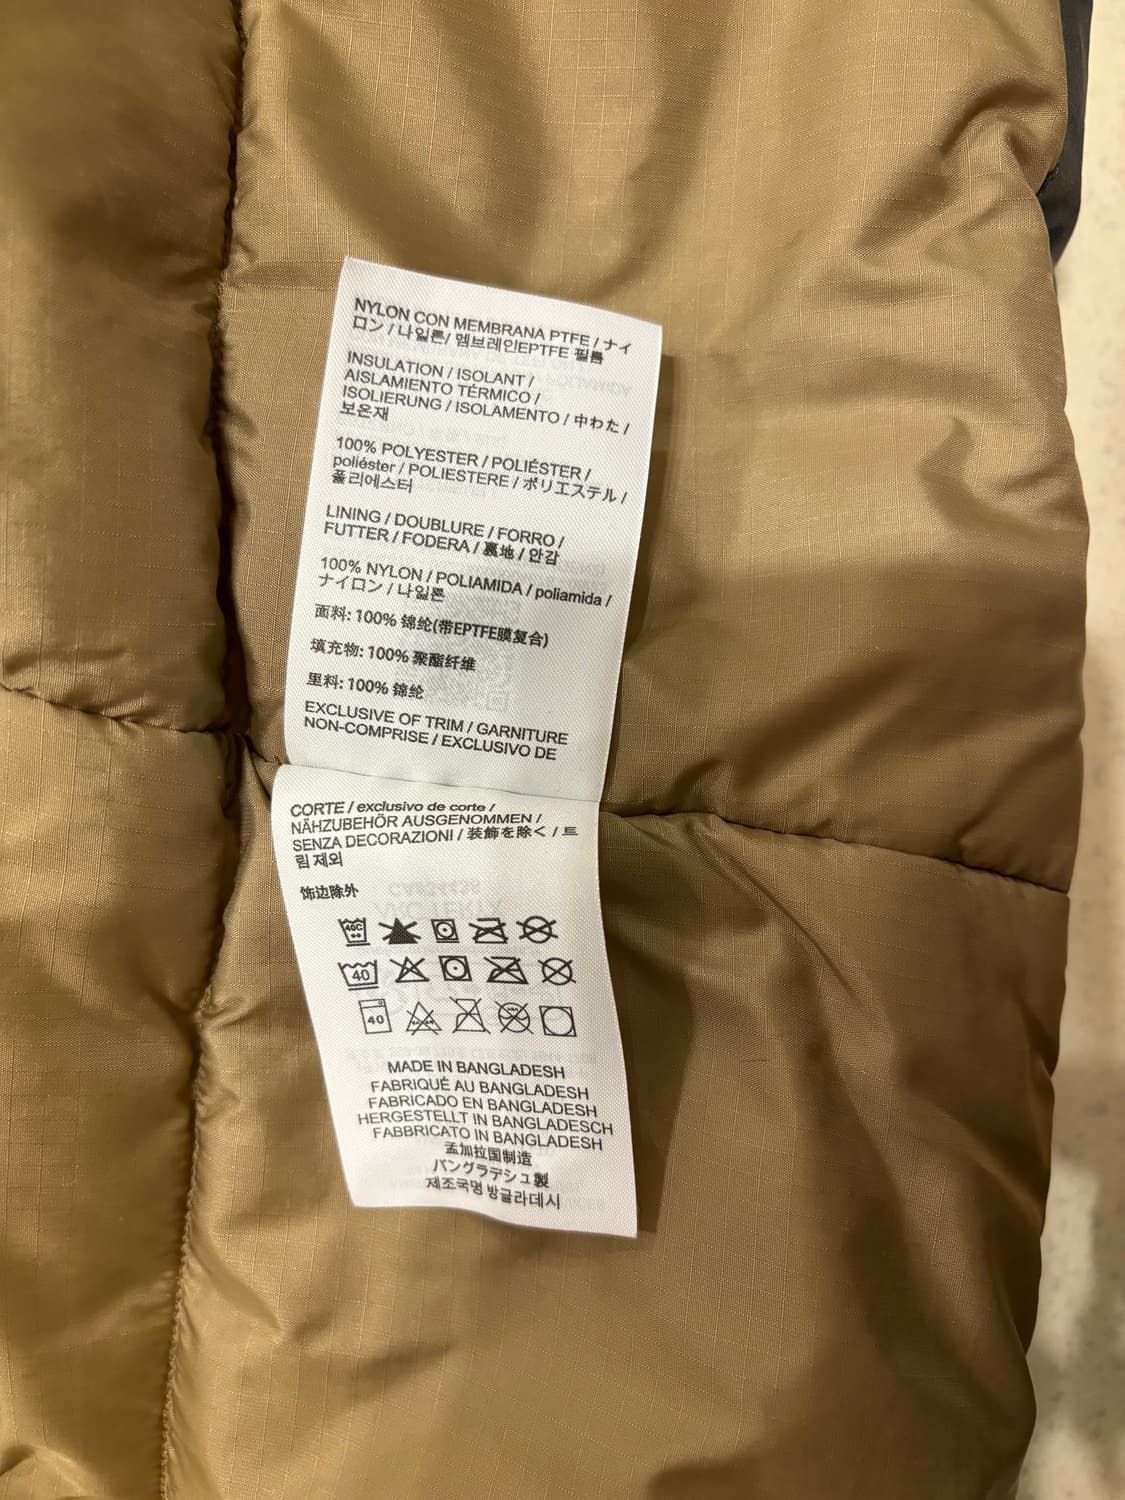 NYLON CON MEMBRANA PTFE / ナイ
ロン / 나일론/ 멤브레인EPTFE 필름
INSULATION / ISOLANT /
AISLAMIENTO TÉRMICO /
ISOLIERUNG / ISOLAMENTO / 中わた /
보온재
100% POLYESTER / POLIÉSTER /
poliéster / POLIESTERE / ポリエステル /
폴리에스터
LINING / DOUBLURE / FORRO /
FUTTER / FODERA / 裏地 / 안감
100% NYLON / POLIAMIDA / poliamida /
ナイロン / 나일론
面料: 100% 锦纶(带EPTFE膜复合)
填充物: 100% 聚酯纤维
里料: 100% 锦纶
EXCLUSIVE OF TRIM / GARNITURE
NON-COMPRISE / EXCLUSIVO DE
CORTE / exclusivo de corte /
NÄHZUBEHÖR AUSGENOMMEN /
SENZA DECORAZIONI / 装飾を除く / 트
림 제외
饰边除外
40C
40
40
MADE IN BANGLADESH
FABRIQUÉ AU BANGLADESH
FABRICADO EN BANGLADESH
HERGESTELLT IN BANGLADESCH
FABBRICATO IN BANGLADESH
孟加拉国制造
バングラデシュ製
제조국명 방글라데시